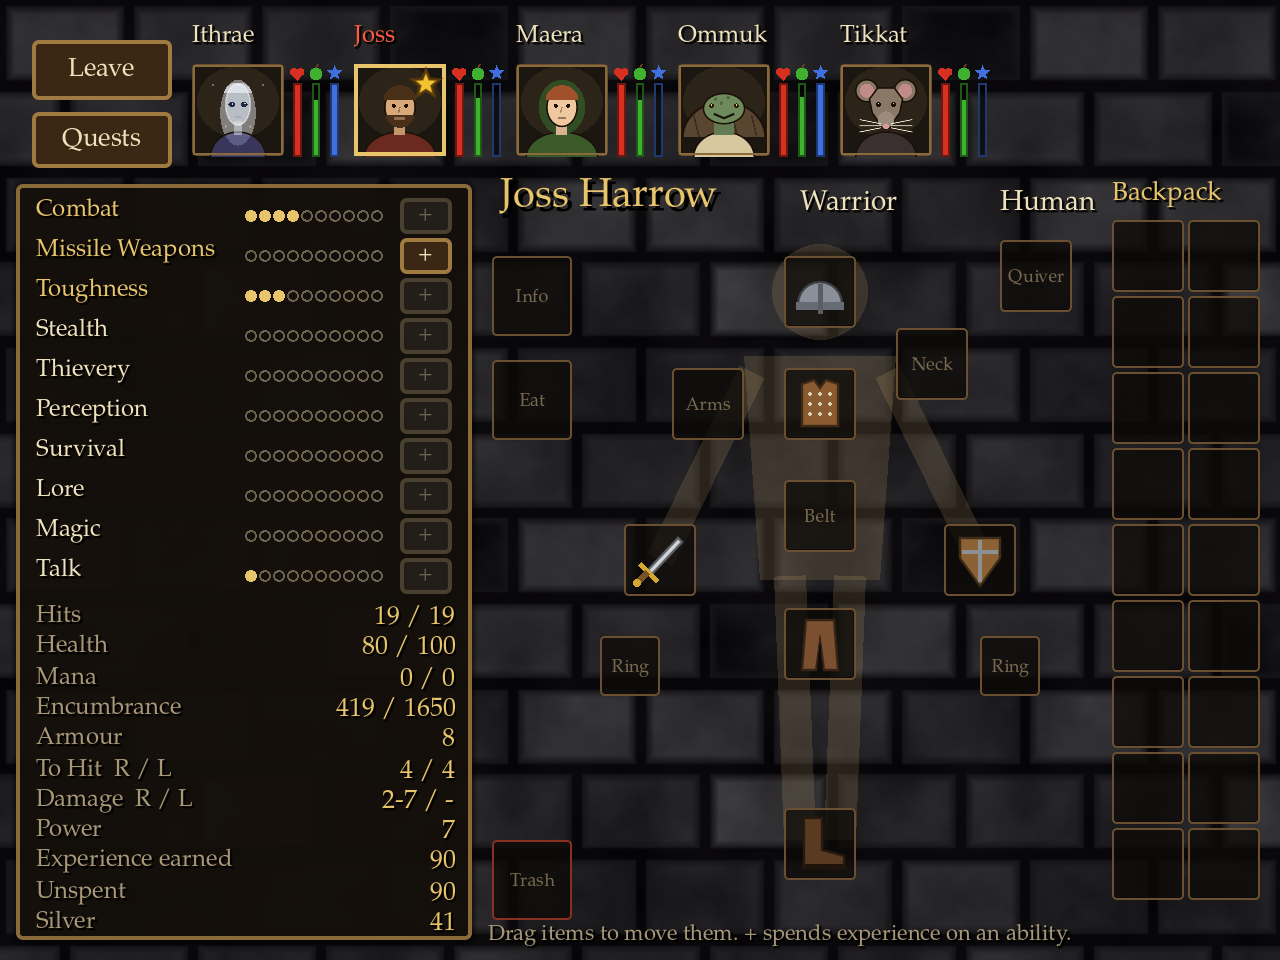 Ithrae Joss Maera Ommuk Tikkat
Leave
Quests
Joss Harrow Warrior Human Backpack
Combat +
Missile Weapons +
Toughness +
Stealth +
Thievery +
Perception +
Survival +
Lore +
Magic +
Talk +
Hits 19 / 19
Health 80 / 100
Mana 0 / 0
Encumbrance 419 / 1650
Armour 8
To Hit R / L 4 / 4
Damage R / L 2-7 / -
Power 7
Experience earned 90
Unspent 90
Silver 41
Info
Quiver
Neck
Eat
Arms
Belt
Ring
Ring
Trash
Drag items to move them. + spends experience on an ability.